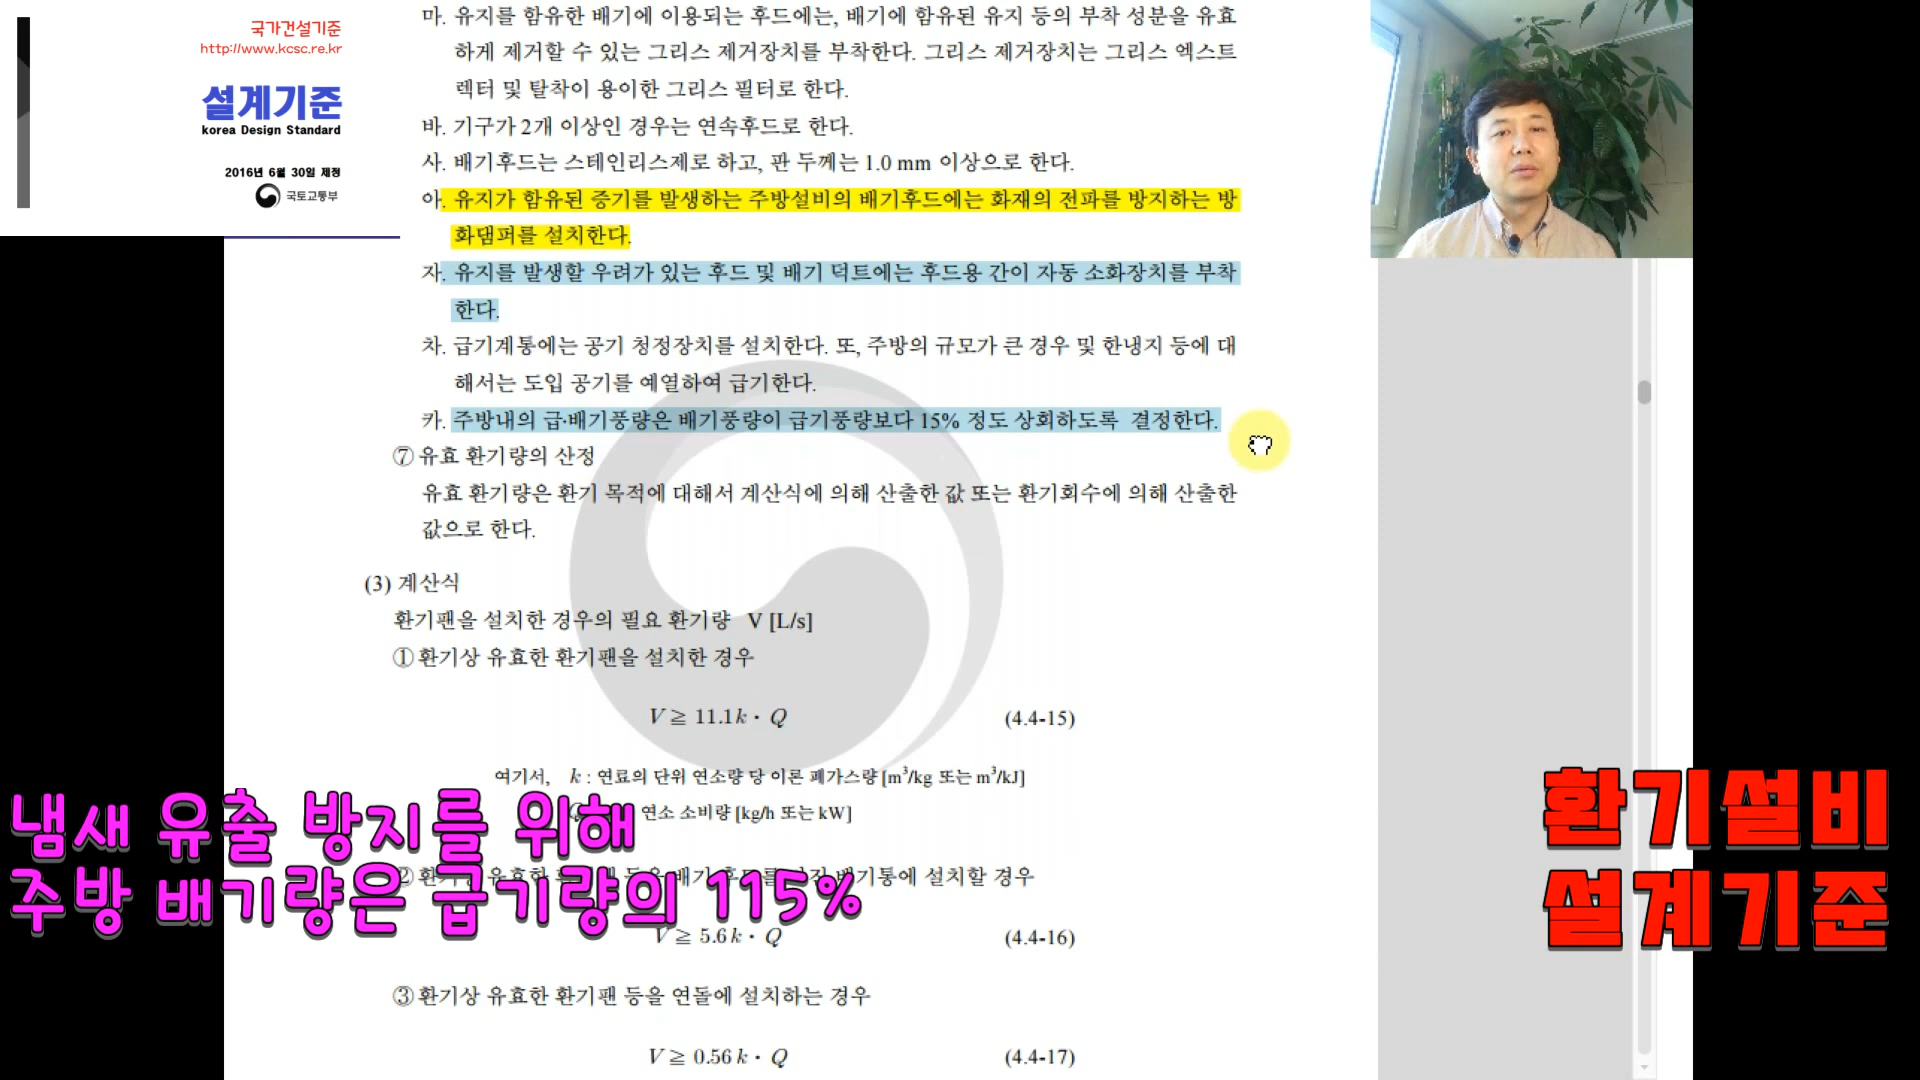 국가건설기준
http://www.kcsc.re.kr
설계기준
korea Design Standard
2016년 6월 30일 제정
국토교통부
마. 유지를 함유한 배기에 이용되는 후드에는, 배기에 함유된 유지 등의 부착 성분을 유효
하게 제거할 수 있는 그리스 제거장치를 부착한다. 그리스 제거장치는 그리스 엑스트
렉터 및 탈착이 용이한 그리스 필터로 한다.
바. 기구가 2개 이상인 경우는 연속후드로 한다.
사. 배기후드는 스테인리스제로 하고, 판 두께는 1.0 mm 이상으로 한다.
아. 유지가 함유된 증기를 발생하는 주방설비의 배기후드에는 화재의 전파를 방지하는 방
화댐퍼를 설치한다.
자. 유지를 발생할 우려가 있는 후드 및 배기 덕트에는 후드용 간이 자동 소화장치를 부착
한다.
차. 급기계통에는 공기 청정장치를 설치한다. 또, 주방의 규모가 큰 경우 및 한냉지 등에 대
해서는 도입 공기를 예열하여 급기한다.
카. 주방내의 급·배기풍량은 배기풍량이 급기풍량보다 15% 정도 상회하도록 결정한다.
⑦ 유효 환기량의 산정
유효 환기량은 환기 목적에 대해서 계산식에 의해 산출한 값 또는 환기회수에 의해 산출한
값으로 한다.
(3) 계산식
환기팬을 설치한 경우의 필요 환기량 V [L/s]
① 환기상 유효한 환기팬을 설치한 경우
V ≧ 11.1k · Q (4.4-15)
여기서, k : 연료의 단위 연소량 당 이론 폐가스량 [m³/kg 또는 m³/kJ]
연소 소비량 [kg/h 또는 kW]
② 환기상 유효한 배기 후드를 배기통에 설치할 경우
V ≧ 5.6 k · Q (4.4-16)
③ 환기상 유효한 환기팬 등을 연돌에 설치하는 경우
V ≧ 0.56 k · Q (4.4-17)
냄새 유출 방지를 위해
주방 배기량은 급기량의 115%
환기설비
설계기준